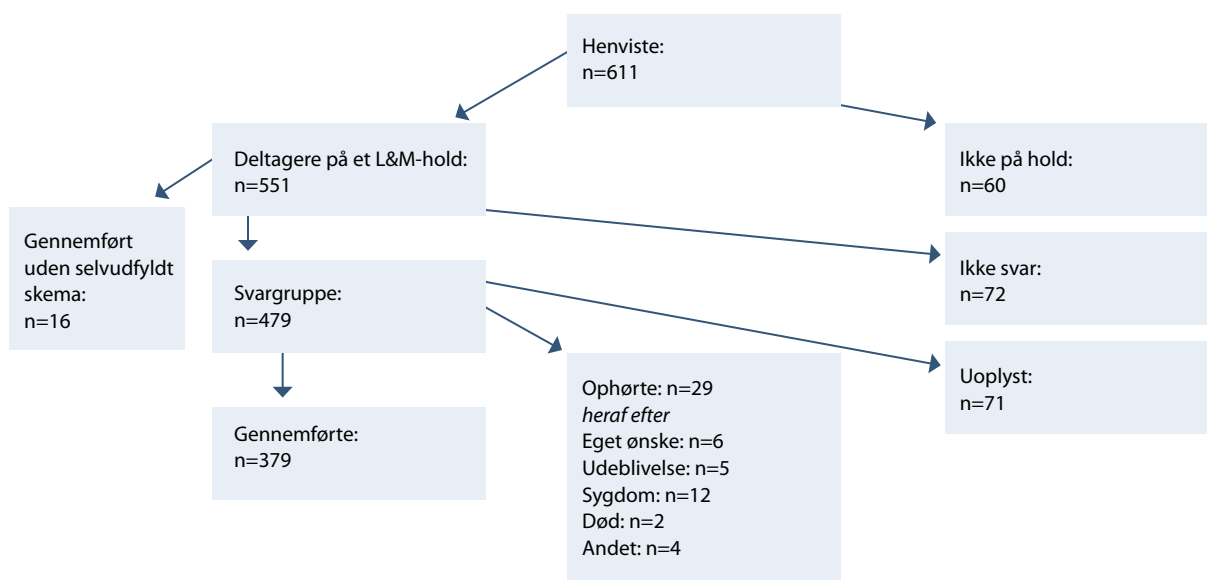 Henviste:
n=611
Deltagere på et L&M-hold:
n=551
Ikke på hold:
n=60
Gennemført
uden selvudfyldt
skema:
n=16
Svargruppe:
n=479
Ikke svar:
n=72
Uoplyst:
n=71
Gennemførte:
n=379
Ophørte: n=29
heraf efter
Eget ønske: n=6
Udeblivelse: n=5
Sygdom: n=12
Død: n=2
Andet: n=4